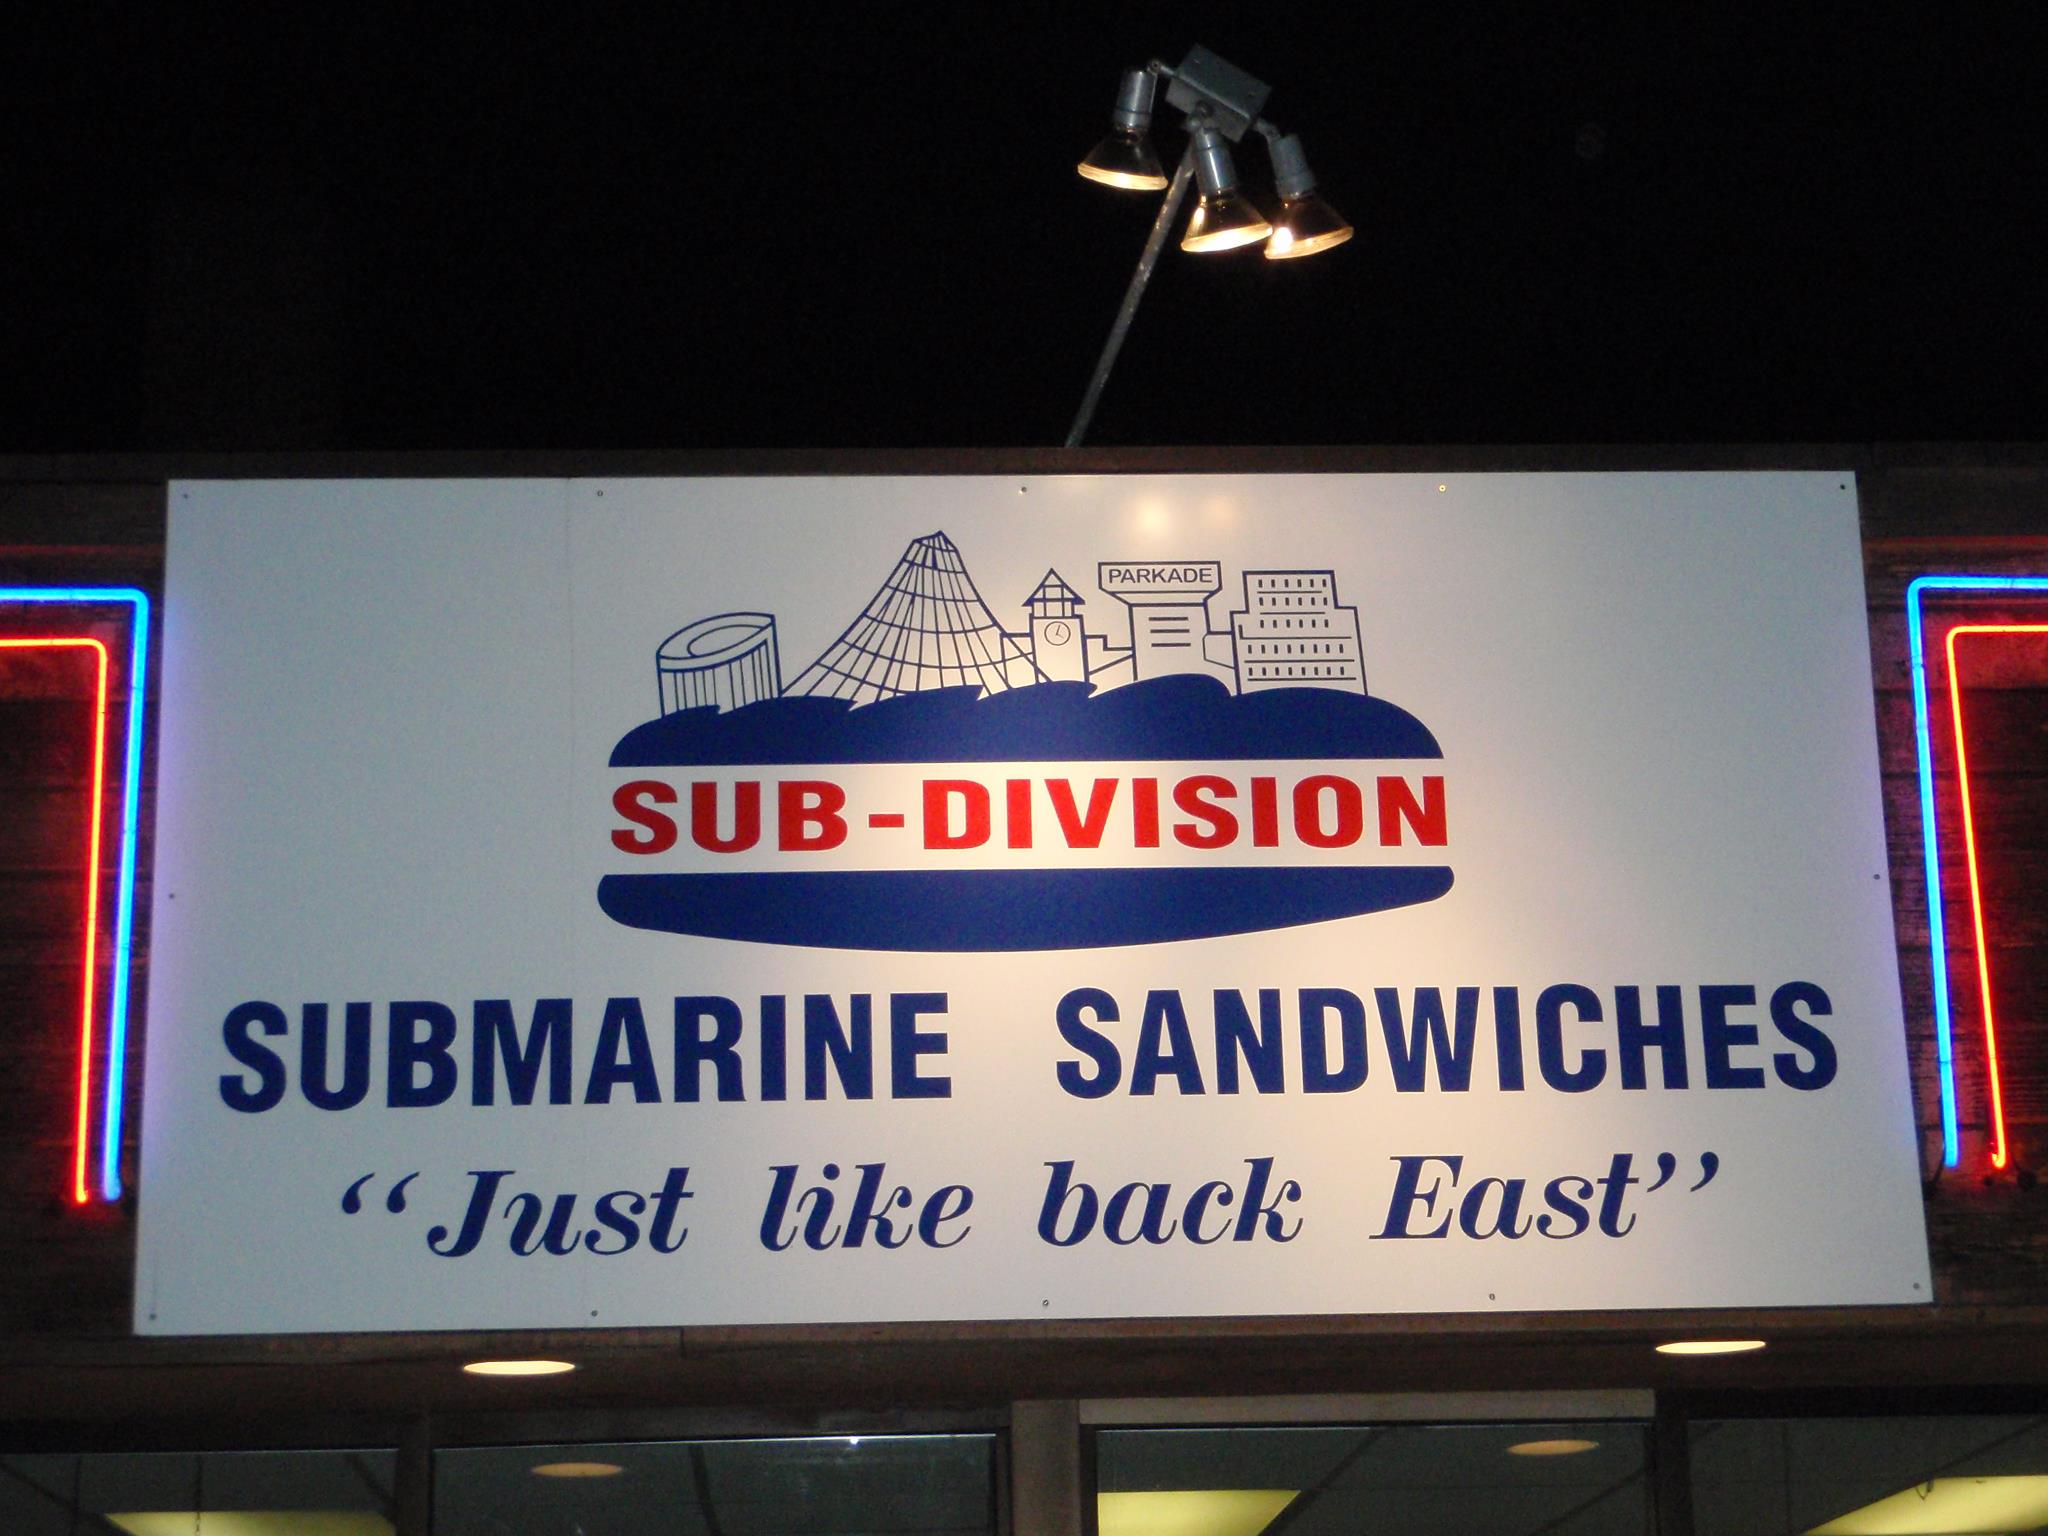 PARKADE
SUB-DIVISION
SUBMARINE SANDWICHES
“Just like back East”